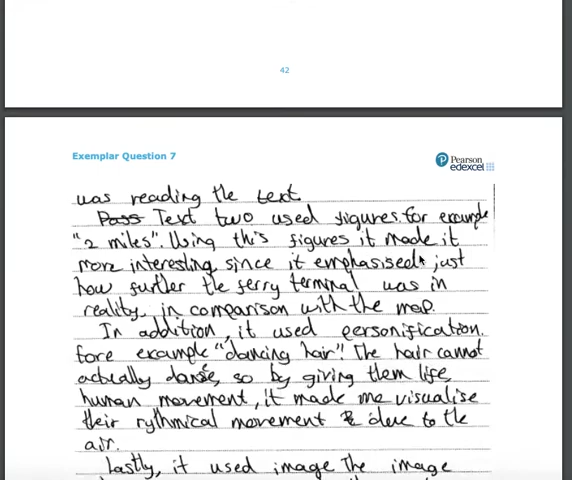 42
Exemplar Question 7
Pearson
edexcel
was reading the text.
Pass Text two used figures for example
"2 miles". Using this figures it made it
more interesting since it emphasised just
how further the ferry terminal was in
reality, in comparison with the map.
In addition, it used personification.
fore example "dancing hair"! The hair cannot
actually danse, so by giving them life,
human movement, it made me visualise
their rythmical movement & due to the
air.
Lastly, it used image The image